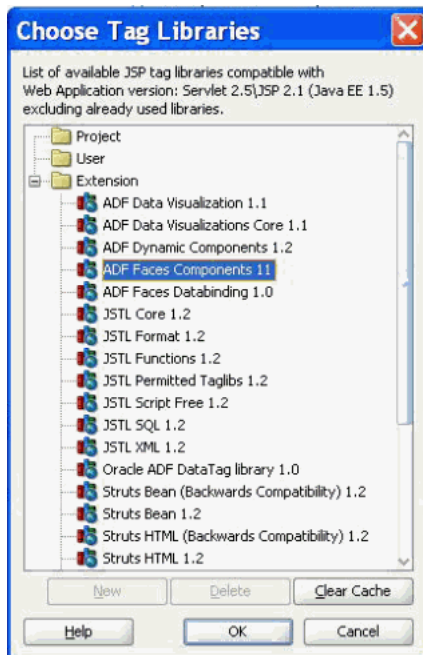 Choose Tag Libraries
List of available JSP tag libraries compatible with
Web Application version: Servlet 2.5\JSP 2.1 (Java EE 1.5)
excluding already used libraries.
Project
User
Extension
ADF Data Visualization 1.1
ADF Data Visualizations Core 1.1
ADF Dynamic Components 1.2
ADF Faces Components 11
ADF Faces Databinding 1.0
JSTL Core 1.2
JSTL Format 1.2
JSTL Functions 1.2
JSTL Permitted Taglibs 1.2
JSTL Script Free 1.2
JSTL SQL 1.2
JSTL XML 1.2
Oracle ADF DataTag library 1.0
Struts Bean (Backwards Compatibility) 1.2
Struts Bean 1.2
Struts HTML (Backwards Compatibility) 1.2
Struts HTML 1.2
New Delete Clear Cache
Help OK Cancel